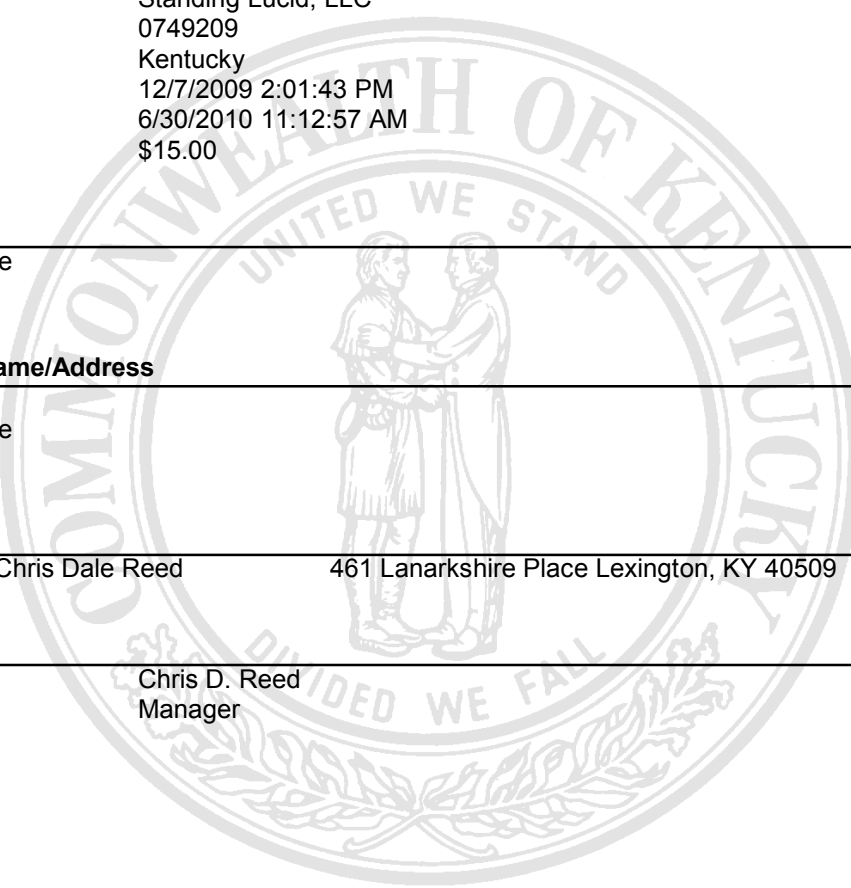 Standing Lucid, LLC
0749209
Kentucky
12/7/2009 2:01:43 PM
6/30/2010 11:12:57 AM
$15.00
COMMONWEALTH OF KENTUCKY
UNITED WE STAND
e
ame/Address
e
Chris Dale Reed 461 Lanarkshire Place Lexington, KY 40509
DIVIDED WE FALL
Chris D. Reed
Manager